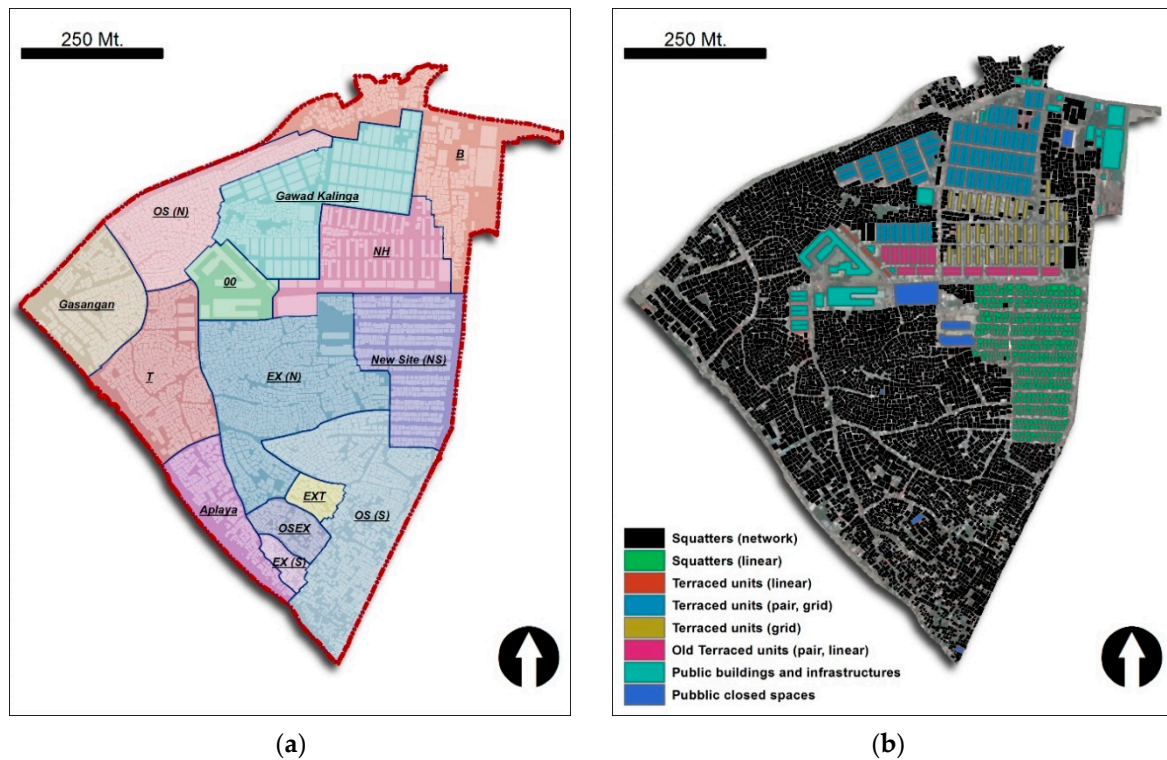 250 Mt.
B
Gawad Kalinga
OS (N)
NH
00
Gasangan
New Site (NS)
T
EX (N)
EXT
Aplaya
OS (S)
OSEX
EX (S)
(a)
250 Mt.
Squatters (network)
Squatters (linear)
Terraced units (linear)
Terraced units (pair, grid)
Terraced units (grid)
Old Terraced units (pair, linear)
Public buildings and infrastructures
Pubblic closed spaces
(b)